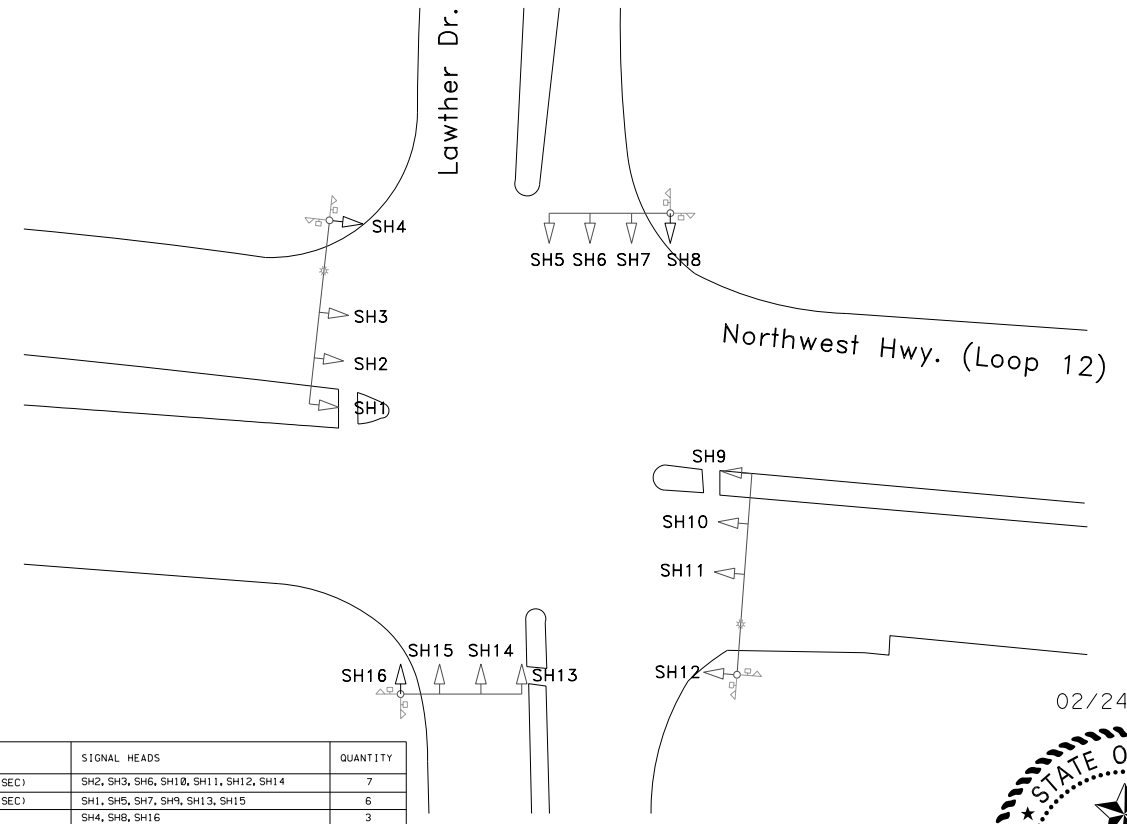 Lawther Dr.
SH4
SH5 SH6 SH7 SH8
SH3
Northwest Hwy. (Loop 12)
SH2
SH1
SH9
SH10
SH11
SH15 SH14
SH16 SH13
SH12
02/24
STATE O
SIGNAL HEADS QUANTITY
SEC) SH2, SH3, SH6, SH10, SH11, SH12, SH14 7
SEC) SH1, SH5, SH7, SH9, SH13, SH15 6
SH4, SH8, SH16 3